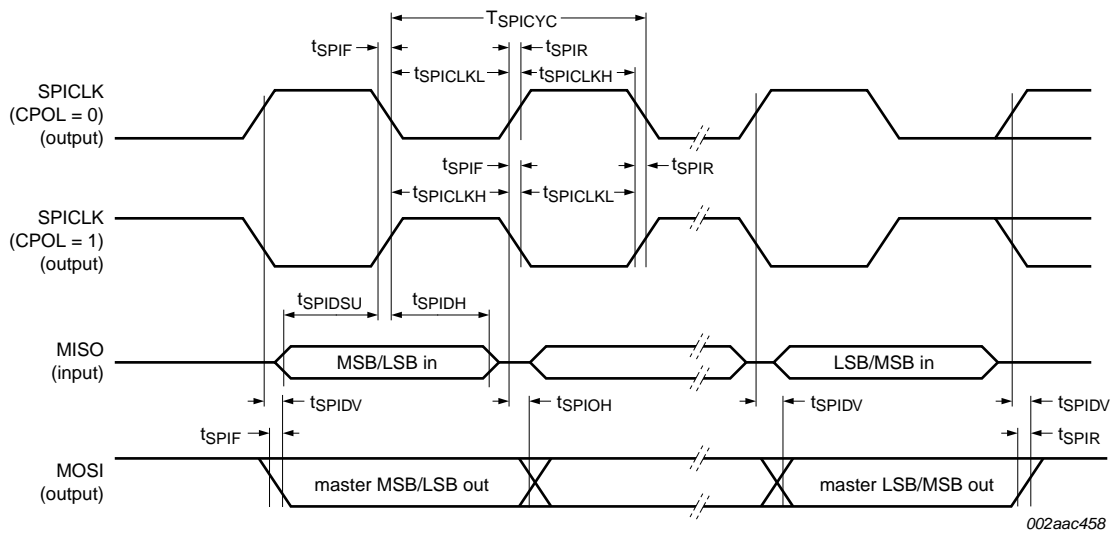 TSPICYC
tSPIF
tSPIR
tSPICLKL
tSPICLKH
SPICLK
(CPOL = 0)
(output)
tSPIF
tSPIR
tSPICLKH
tSPICLKL
SPICLK
(CPOL = 1)
(output)
tSPIDSU
tSPIDH
MISO
(input)
MSB/LSB in
LSB/MSB in
tSPIDV
tSPIOH
tSPIDV
tSPIDV
tSPIF
tSPIR
MOSI
(output)
master MSB/LSB out
master LSB/MSB out
002aac458